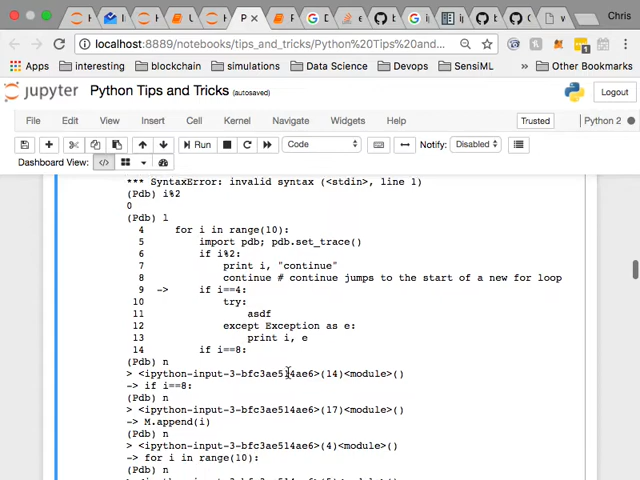 Chris
localhost:8889/notebooks/tips_and_tricks/Python%20Tips%20and...
Apps interesting blockchain simulations Data Science Devops SensiML » Other Bookmarks
jupyter Python Tips and Tricks (autosaved) Logout
File Edit View Insert Cell Kernel Navigate Widgets Help Trusted Python 2
Run Code Notify: Disabled
Dashboard View:
*** SyntaxError: invalid syntax (<stdin>, line 1)
(Pdb) i%2
0
(Pdb) l
4 for i in range(10):
5 import pdb; pdb.set_trace()
6 if i%2:
7 print i, "continue"
8 continue # continue jumps to the start of a new for loop
9 -> if i==4:
10 try:
11 asdf
12 except Exception as e:
13 print i, e
14 if i==8:
(Pdb) n
> <ipython-input-3-bfc3ae514ae6>(14)<module>()
-> if i==8:
(Pdb) n
> <ipython-input-3-bfc3ae514ae6>(17)<module>()
-> M.append(i)
(Pdb) n
> <ipython-input-3-bfc3ae514ae6>(4)<module>()
-> for i in range(10):
(Pdb) n